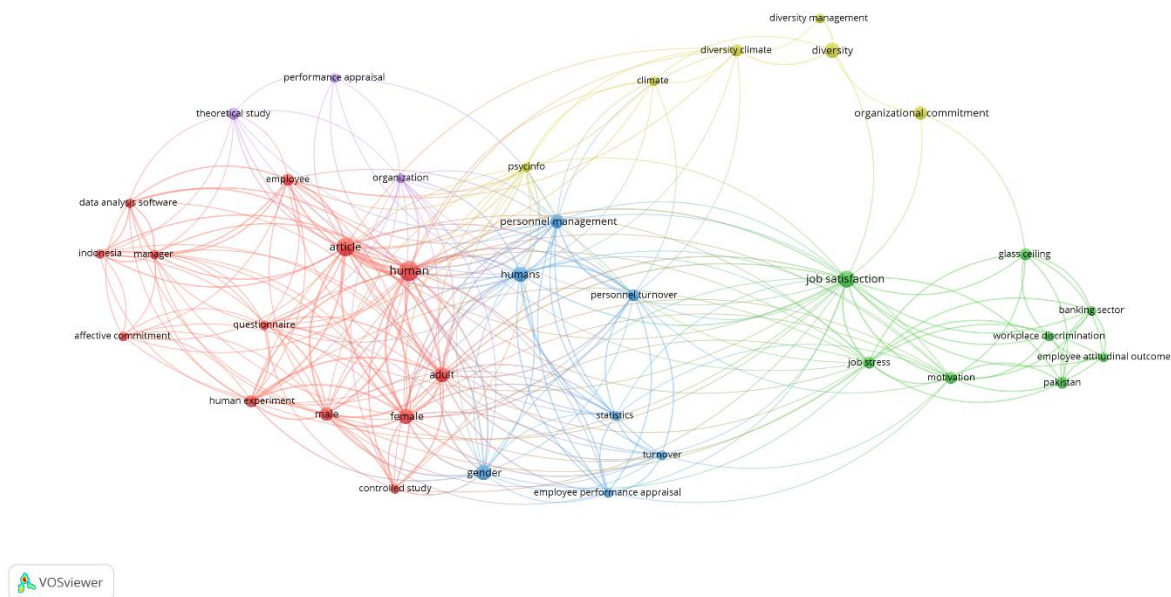 diversity management
diversity climate
diversity
performance appraisal
climate
theoretical study
organizational commitment
psycinfo
employee
organization
data analysis software
personnel management
article
indonesia
manager
glass ceiling
human
humans
job satisfaction
personnel turnover
banking sector
questionnaire
affective commitment
workplace discrimination
employee attitudinal outcome
job stress
adult
motivation
pakistan
human experiment
male
female
statistics
turnover
gender
controlled study
employee performance appraisal
VOSviewer